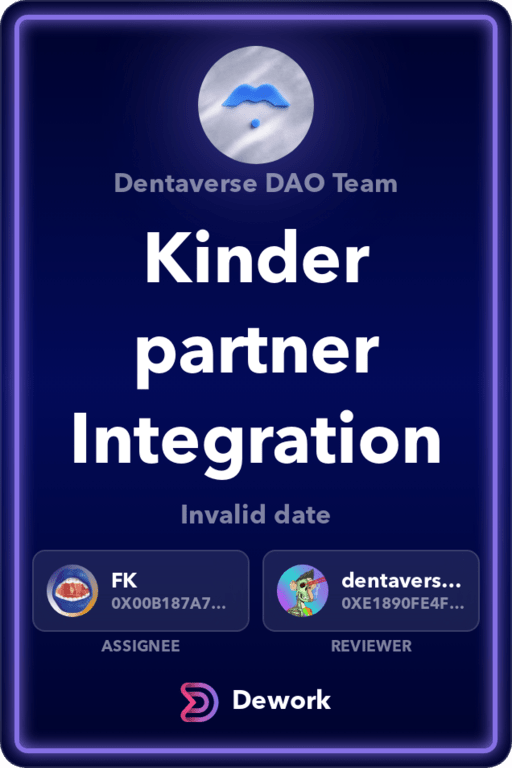 Dentaverse DAO Team
Kinder
partner
Integration
Invalid date
FK
0X00B187A7...
dentavers...
0XE1890FE4F...
ASSIGNEE
REVIEWER
Dework